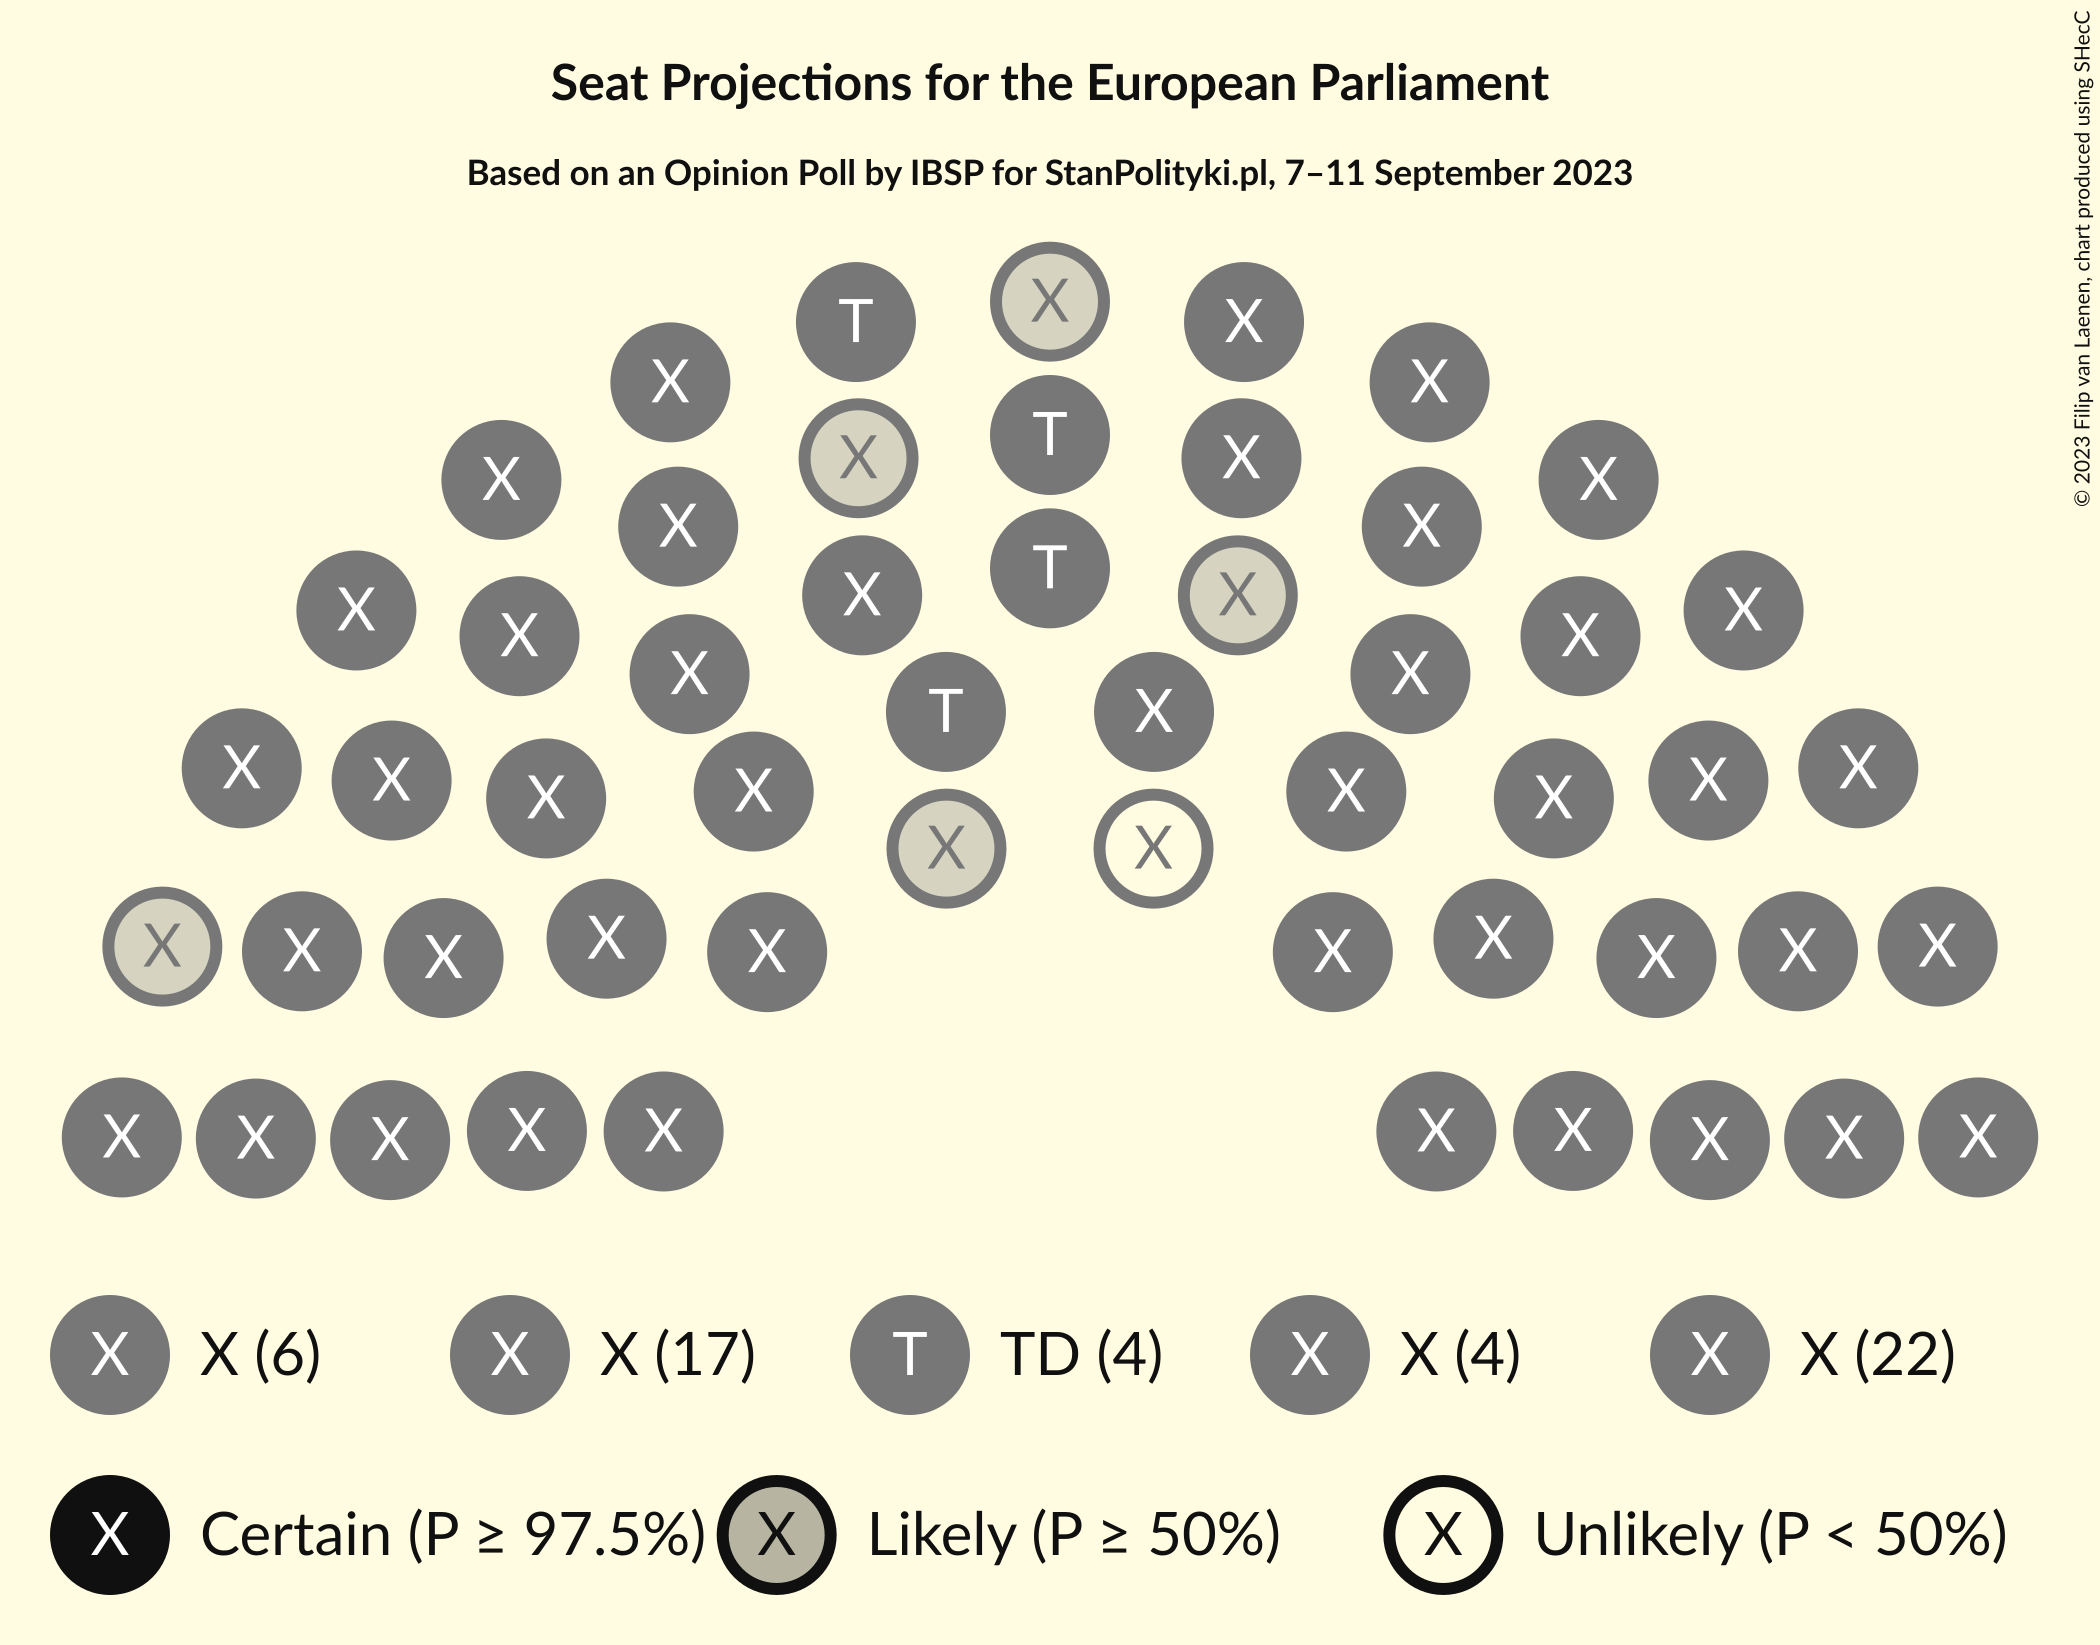 Seat Projections for the European Parliament
Based on an Opinion Poll by IBSP for StanPolityki.pl, 7–11 September 2023
© 2023 Filip van Laenen, chart produced using SHecC
X
T X
X X
X T X
X X X
X X
X T X
X X
X X X
X X
T X
X X X X
X X X X
X X
X X
X X X X
X X
X X X X
X X X X
X X X X X X
X X X X X (6) X X (17) T TD (4) X X (4) X X (22)
X Certain (P ≥ 97.5%) X Likely (P ≥ 50%) X Unlikely (P < 50%)